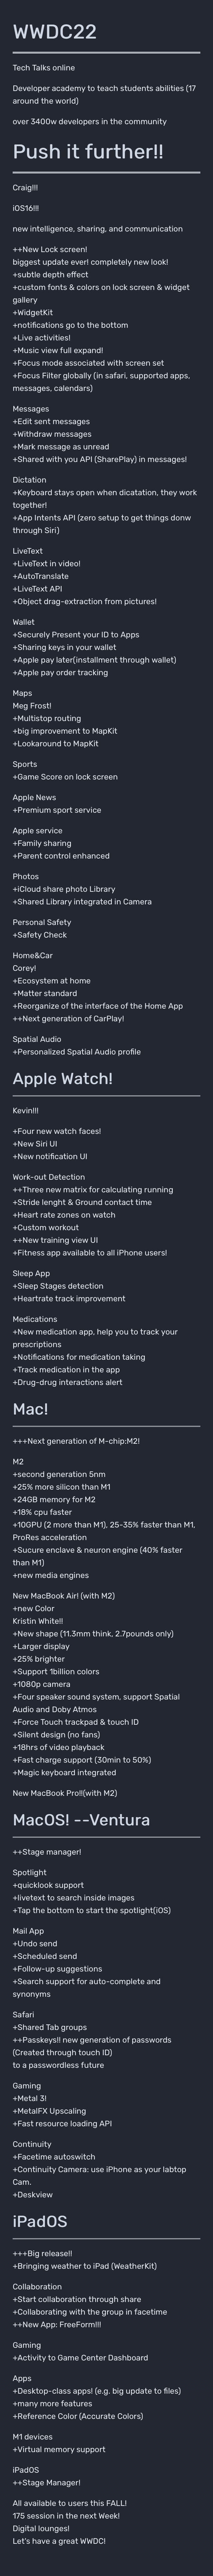 WWDC22
Tech Talks online
Developer academy to teach students abilities (17
around the world)
over 3400w developers in the community
Push it further!!
Craig!!!
iOS16!!!
new intelligence, sharing, and communication
++New Lock screen!
biggest update ever! completely new look!
+subtle depth effect
+custom fonts & colors on lock screen & widget
gallery
+WidgetKit
+notifications go to the bottom
+Live activities!
+Music view full expand!
+Focus mode associated with screen set
+Focus Filter globally (in safari, supported apps,
messages, calendars)
Messages
+Edit sent messages
+Withdraw messages
+Mark message as unread
+Shared with you API (SharePlay) in messages!
Dictation
+Keyboard stays open when dicatation, they work
together!
+App Intents API (zero setup to get things donw
through Siri)
LiveText
+LiveText in video!
+AutoTranslate
+LiveText API
+Object drag-extraction from pictures!
Wallet
+Securely Present your ID to Apps
+Sharing keys in your wallet
+Apple pay later(installment through wallet)
+Apple pay order tracking
Maps
Meg Frost!
+Multistop routing
+big improvement to MapKit
+Lookaround to MapKit
Sports
+Game Score on lock screen
Apple News
+Premium sport service
Apple service
+Family sharing
+Parent control enhanced
Photos
+iCloud share photo Library
+Shared Library integrated in Camera
Personal Safety
+Safety Check
Home&Car
Corey!
+Ecosystem at home
+Matter standard
+Reorganize of the interface of the Home App
++Next generation of CarPlay!
Spatial Audio
+Personalized Spatial Audio profile
Apple Watch!
Kevin!!!
+Four new watch faces!
+New Siri UI
+New notification UI
Work-out Detection
++Three new matrix for calculating running
+Stride lenght & Ground contact time
+Heart rate zones on watch
+Custom workout
++New training view UI
+Fitness app available to all iPhone users!
Sleep App
+Sleep Stages detection
+Heartrate track improvement
Medications
+New medication app, help you to track your
prescriptions
+Notifications for medication taking
+Track medication in the app
+Drug-drug interactions alert
Mac!
+++Next generation of M-chip:M2!
M2
+second generation 5nm
+25% more silicon than M1
+24GB memory for M2
+18% cpu faster
+10GPU (2 more than M1), 25-35% faster than M1,
ProRes acceleration
+Sucure enclave & neuron engine (40% faster
than M1)
+new media engines
New MacBook Air! (with M2)
+new Color
Kristin White!!
+New shape (11.3mm think, 2.7pounds only)
+Larger display
+25% brighter
+Support 1billion colors
+1080p camera
+Four speaker sound system, support Spatial
Audio and Doby Atmos
+Force Touch trackpad & touch ID
+Silent design (no fans)
+18hrs of video playback
+Fast charge support (30min to 50%)
+Magic keyboard integrated
New MacBook Pro!!(with M2)
MacOS! --Ventura
++Stage manager!
Spotlight
+quicklook support
+livetext to search inside images
+Tap the bottom to start the spotlight(iOS)
Mail App
+Undo send
+Scheduled send
+Follow-up suggestions
+Search support for auto-complete and
synonyms
Safari
+Shared Tab groups
++Passkeys!! new generation of passwords
(Created through touch ID)
to a passwordless future
Gaming
+Metal 3!
+MetalFX Upscaling
+Fast resource loading API
Continuity
+Facetime autoswitch
+Continuity Camera: use iPhone as your labtop
Cam.
+Deskview
iPadOS
+++Big release!!
+Bringing weather to iPad (WeatherKit)
Collaboration
+Start collaboration through share
+Collaborating with the group in facetime
++New App: FreeForm!!!
Gaming
+Activity to Game Center Dashboard
Apps
+Desktop-class apps! (e.g. big update to files)
+many more features
+Reference Color (Accurate Colors)
M1 devices
+Virtual memory support
iPadOS
++Stage Manager!
All available to users this FALL!
175 session in the next Week!
Digital lounges!
Let's have a great WWDC!